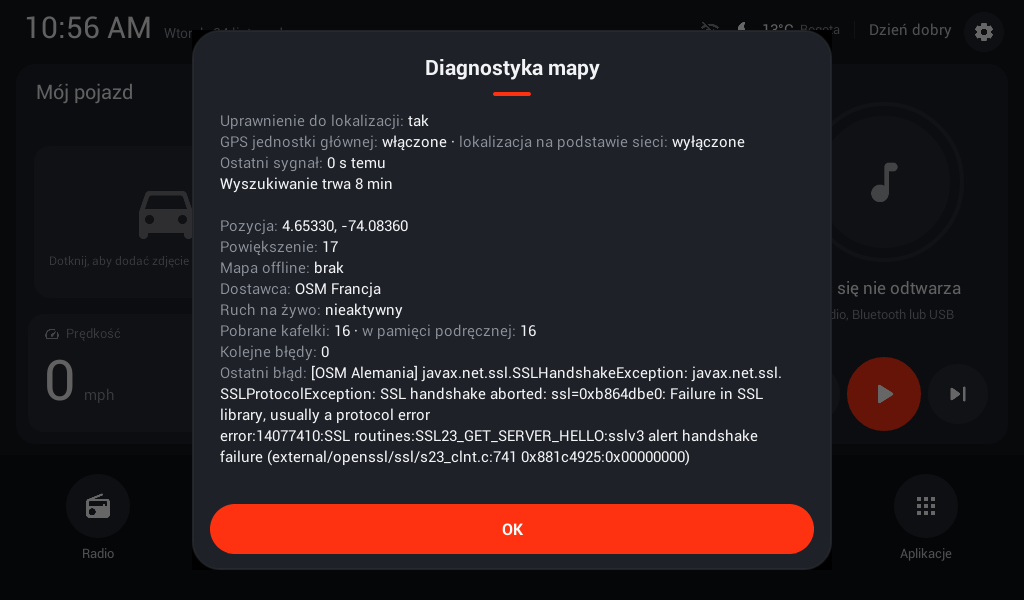 10:56 AM
13°C Bogota
Dzień dobry
Mój pojazd
Dotknij, aby dodać zdjęcie
Prędkość
0 mph
Diagnostyka mapy
Uprawnienie do lokalizacji: tak
GPS jednostki głównej: włączone · lokalizacja na podstawie sieci: wyłączone
Ostatni sygnał: 0 s temu
Wyszukiwanie trwa 8 min
Pozycja: 4.65330, -74.08360
Powiększenie: 17
Mapa offline: brak
Dostawca: OSM Francja
Ruch na żywo: nieaktywny
Pobrane kafelki: 16 · w pamięci podręcznej: 16
Kolejne błędy: 0
Ostatni błąd: [OSM Alemania] javax.net.ssl.SSLHandshakeException: javax.net.ssl.
SSLProtocolException: SSL handshake aborted: ssl=0xb864dbe0: Failure in SSL
library, usually a protocol error
error:14077410:SSL routines:SSL23_GET_SERVER_HELLO:sslv3 alert handshake
failure (external/openssl/ssl/s23_clnt.c:741 0x881c4925:0x00000000)
OK
się nie odtwarza
Bluetooth lub USB
Radio
Aplikacje